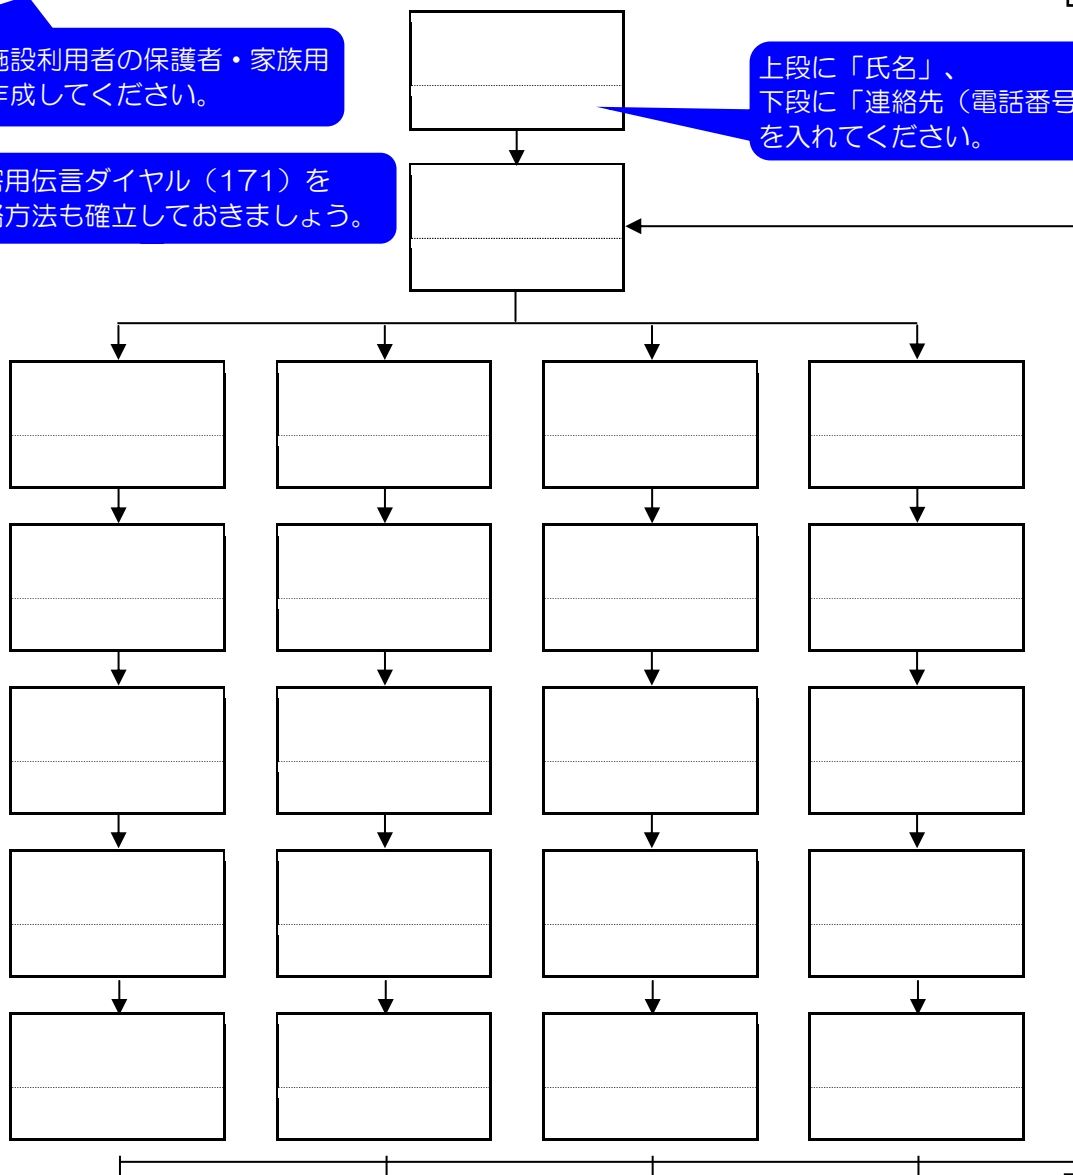 施設利用者の保護者・家族用
作成してください。
上段に「氏名」、
下段に「連絡先（電話番号
を入れてください。
用伝言ダイヤル（171）を
方法も確立しておきましょう。